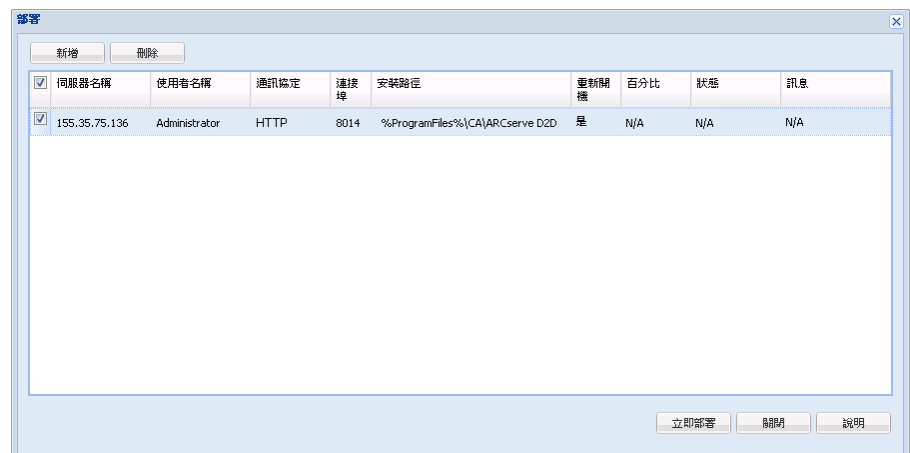 部署
新增 刪除
伺服器名稱 使用者名稱 通訊協定 連接埠 安裝路徑 重新開機 百分比 狀態 訊息
155.35.75.136 Administrator HTTP 8014 %ProgramFiles%\CA\ARCserve D2D 是 N/A N/A N/A
立即部署 關閉 說明